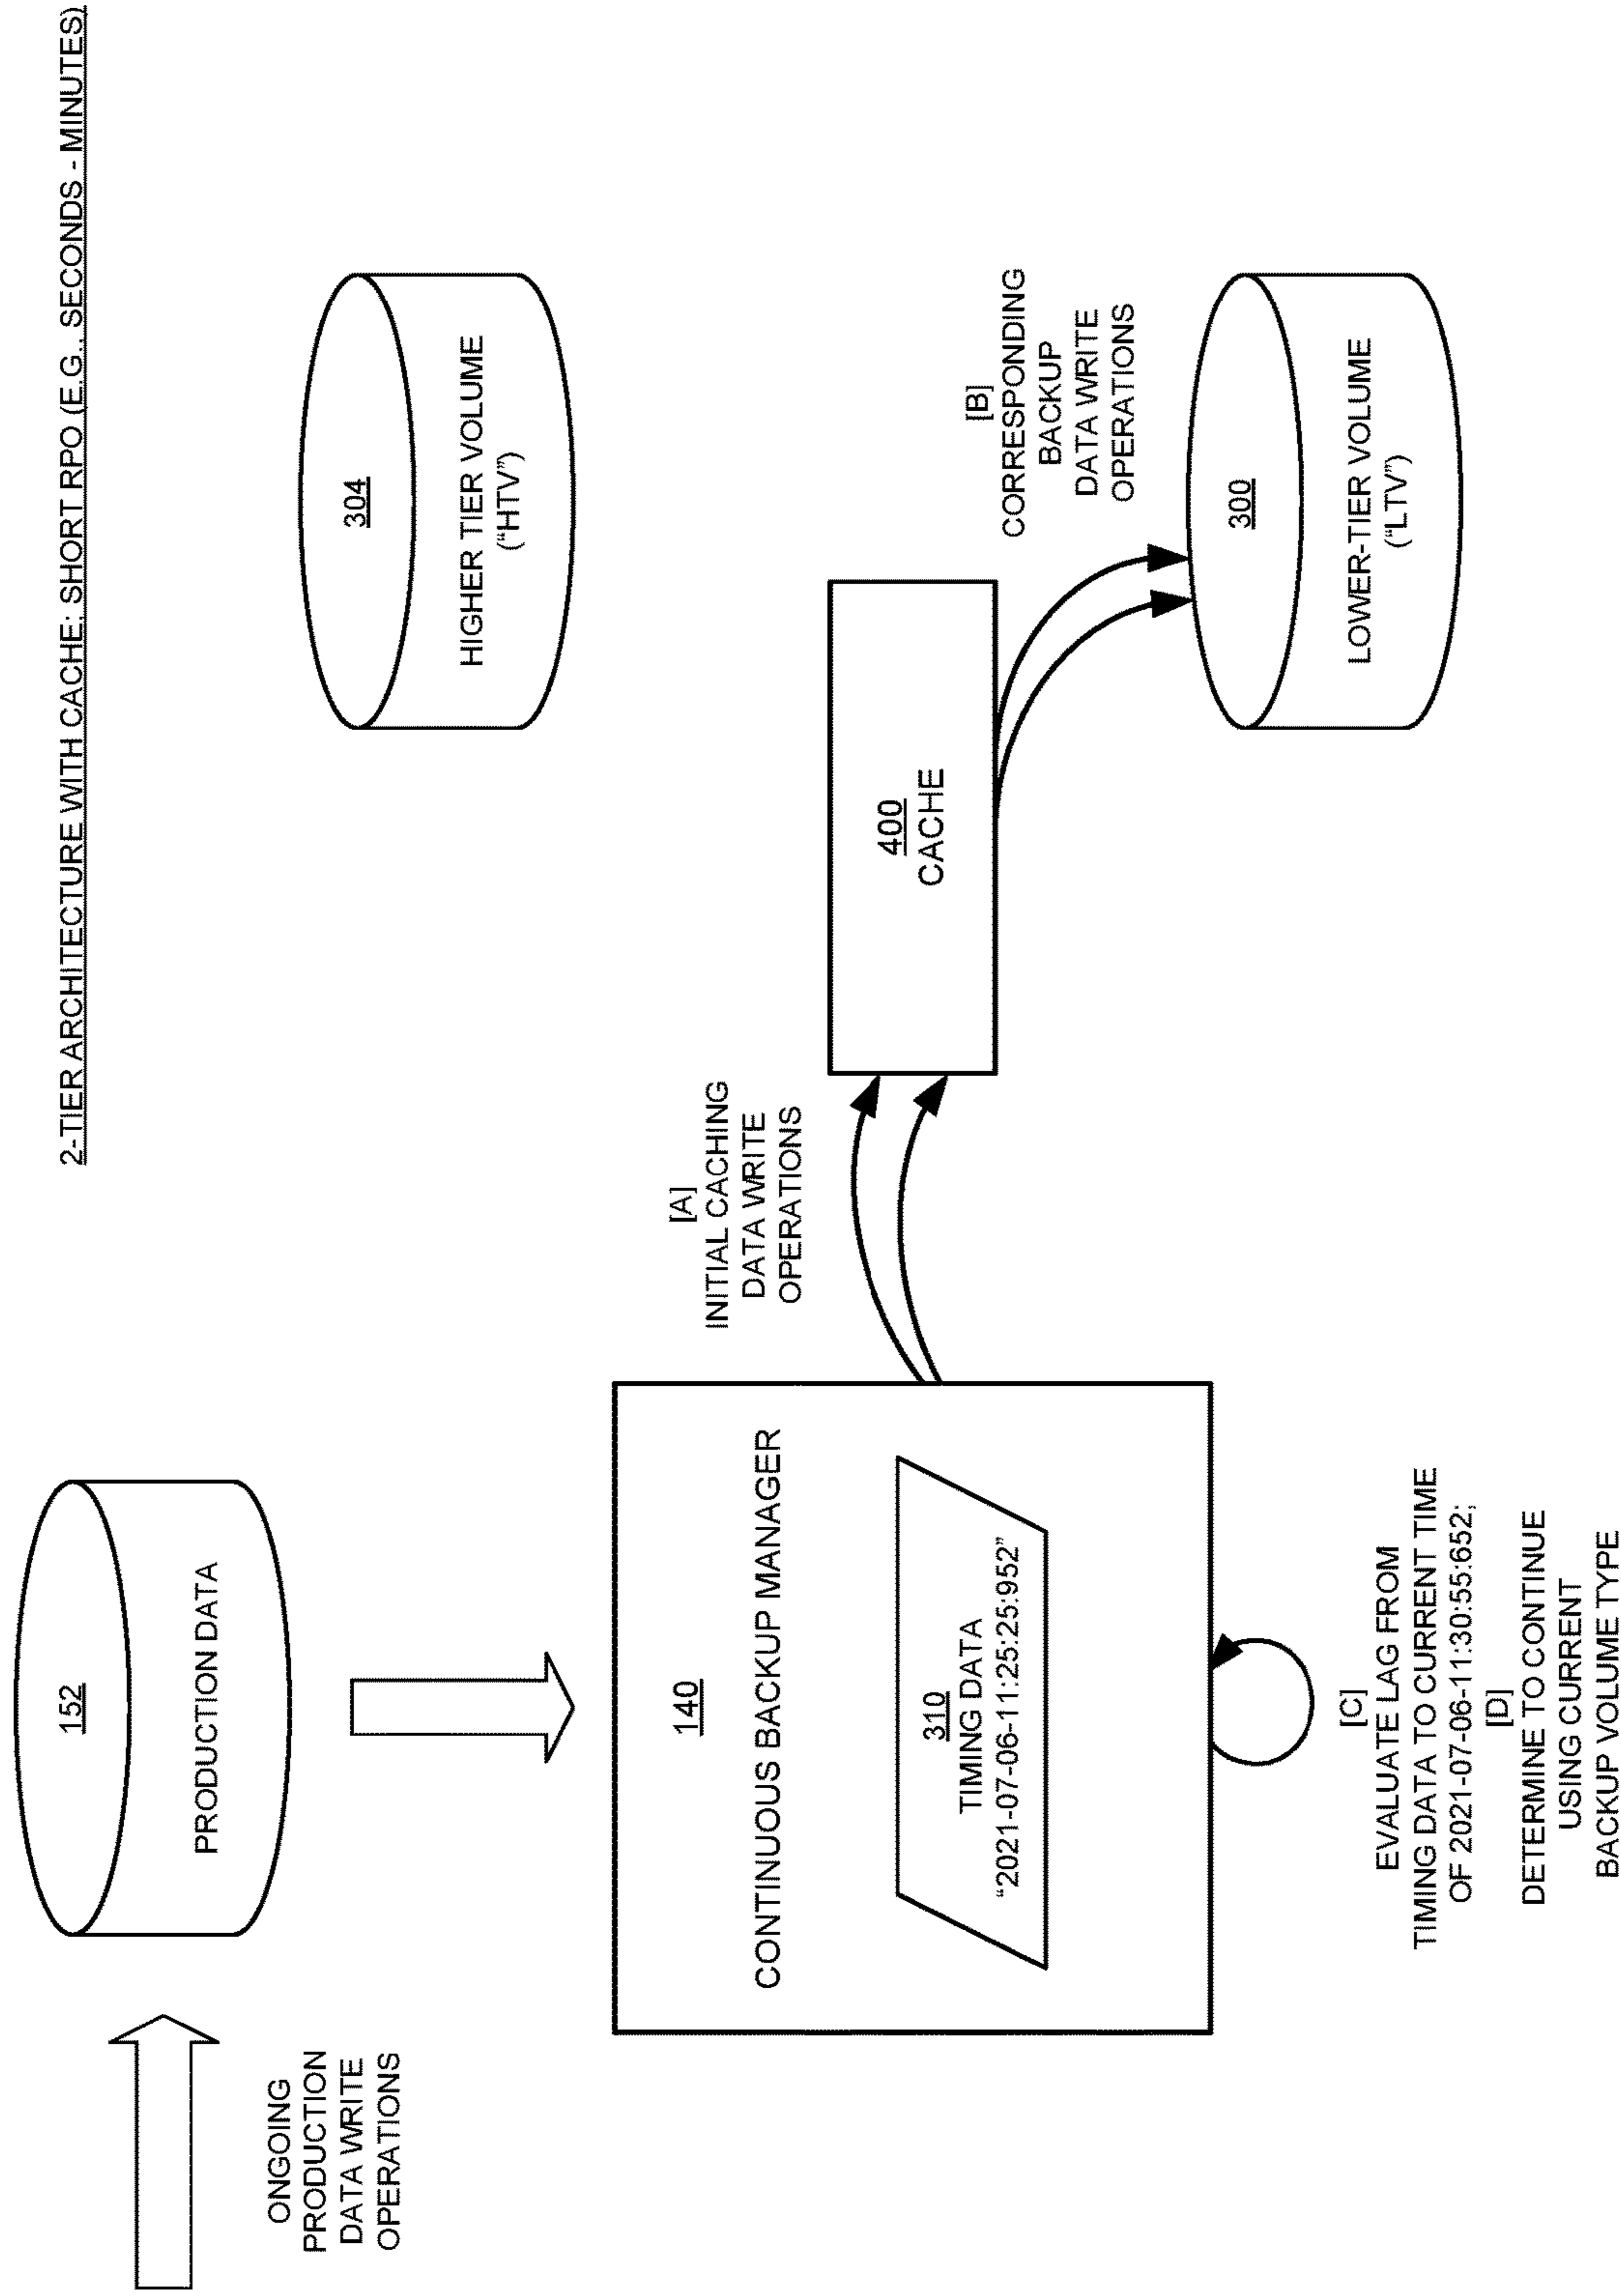 2-TIER ARCHITECTURE WITH CACHE; SHORT RPO (E.G., SECONDS - MINUTES)
ONGOING
PRODUCTION
DATA WRITE
OPERATIONS
152
PRODUCTION DATA
140
CONTINUOUS BACKUP MANAGER
310
TIMING DATA
“2021-07-06-11:25:25:952”
[C]
EVALUATE LAG FROM
TIMING DATA TO CURRENT TIME
OF 2021-07-06-11:30:55:652;
[D]
DETERMINE TO CONTINUE
USING CURRENT
BACKUP VOLUME TYPE
[A]
INITIAL CACHING
DATA WRITE
OPERATIONS
400
CACHE
304
HIGHER TIER VOLUME
(“HTV”)
[B]
CORRESPONDING
BACKUP
DATA WRITE
OPERATIONS
300
LOWER-TIER VOLUME
(“LTV”)